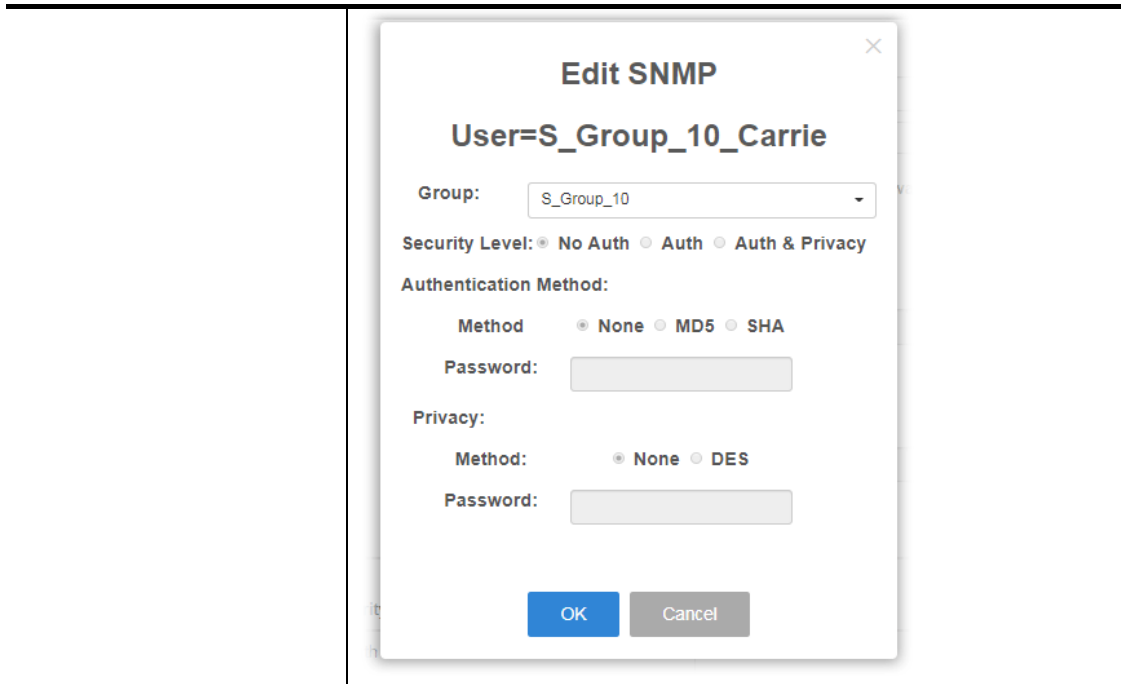 Edit SNMP
User=S_Group_10_Carrie
Group: S_Group_10
Security Level: No Auth Auth Auth & Privacy
Authentication Method:
Method None MD5 SHA
Password:
Privacy:
Method: None DES
Password:
OK Cancel